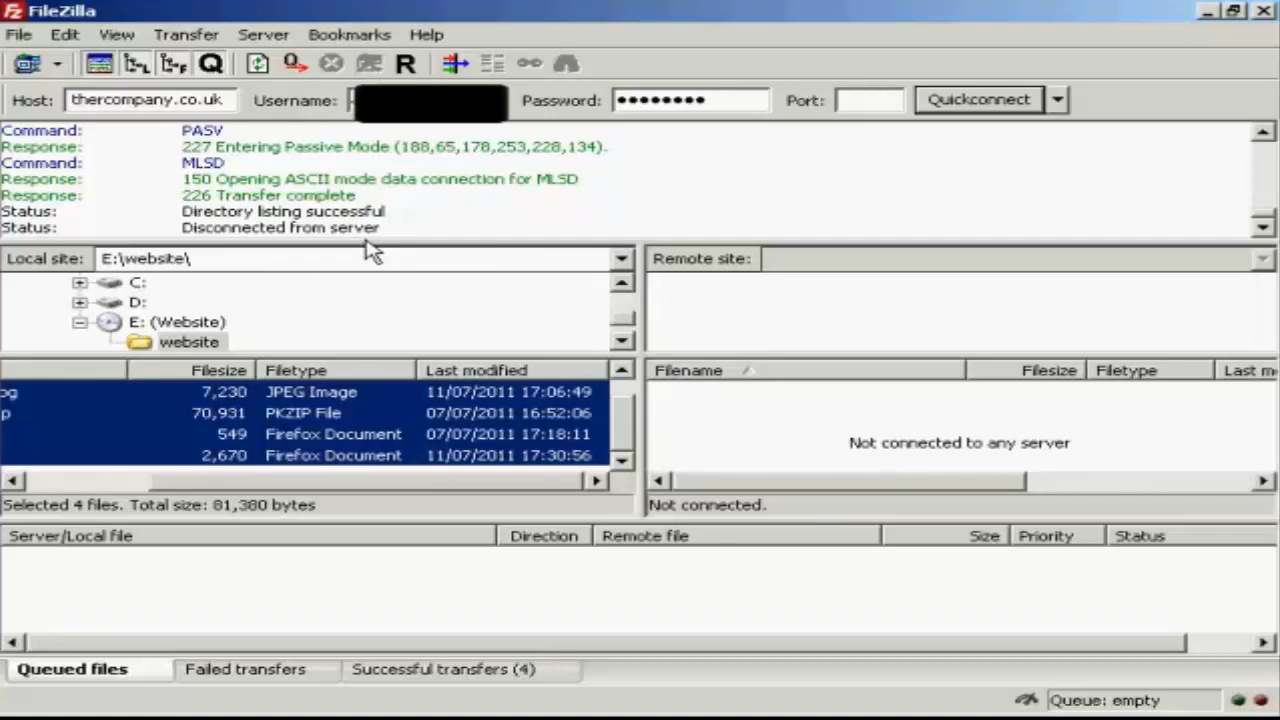 FileZilla
File Edit View Transfer Server Bookmarks Help
Host: thercompany.co.uk Username: Password: ●●●●●●●● Port: Quickconnect
Command: PASV
Response: 227 Entering Passive Mode (188,65,178,253,228,134).
Command: MLSD
Response: 150 Opening ASCII mode data connection for MLSD
Response: 226 Transfer complete
Status: Directory listing successful
Status: Disconnected from server
Local site: E:\website\
Remote site:
C:
D:
E: (Website)
website
Filesize Filetype Last modified
7,230 JPEG Image 11/07/2011 17:06:49
p 70,931 PKZIP File 07/07/2011 16:52:06
549 Firefox Document 07/07/2011 17:18:11
2,670 Firefox Document 11/07/2011 17:30:56
Selected 4 files. Total size: 81,380 bytes
Filename Filesize Filetype Last m
Not connected to any server
Not connected.
Server/Local file Direction Remote file Size Priority Status
Queued files Failed transfers Successful transfers (4)
Queue: empty